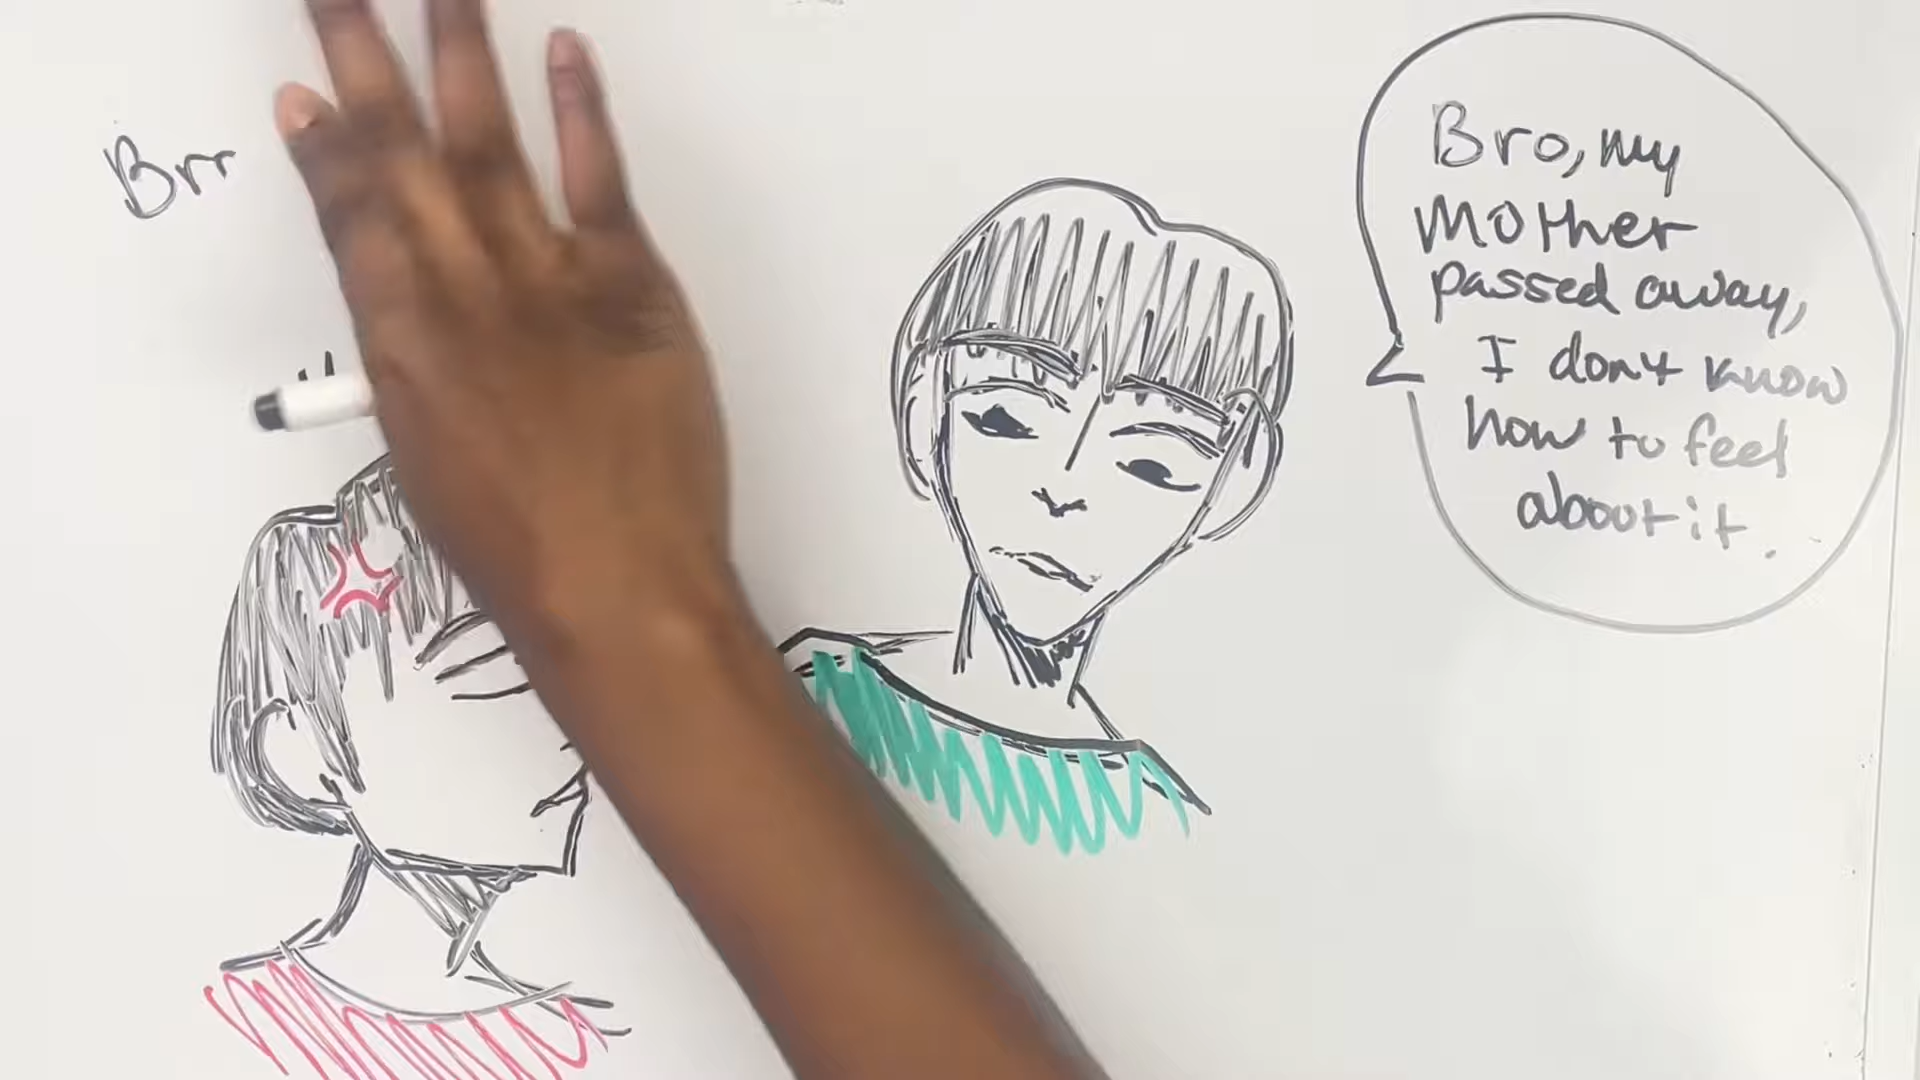 Brr
Bro, my
Mother
passed away,
I don't know
how to feel
about it.